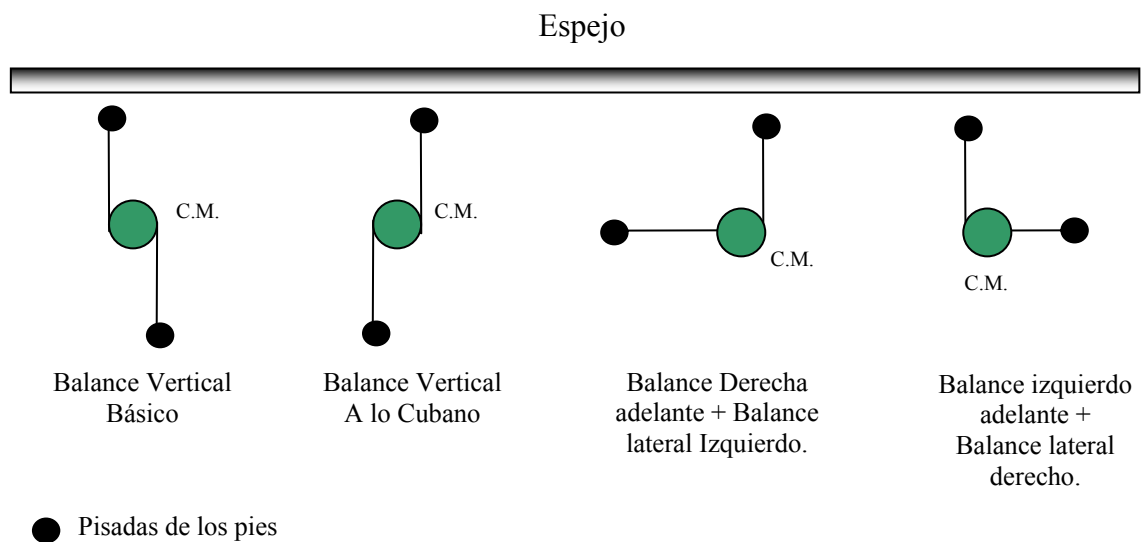 Espejo
C.M.
C.M.
C.M.
C.M.
Balance Vertical
Básico
Balance Vertical
A lo Cubano
Balance Derecha
adelante + Balance
lateral Izquierdo.
Balance izquierdo
adelante +
Balance lateral
derecho.
Pisadas de los pies